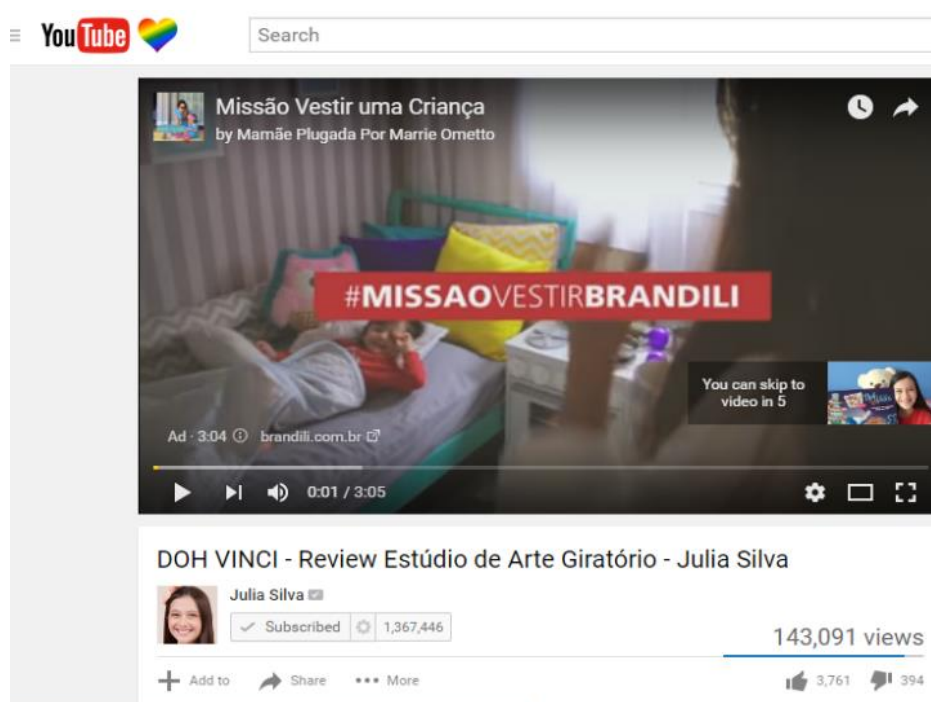 YouTube
Search
Missão Vestir uma Criança
by Mamãe Plugada Por Marrie Ometto
#MISSAOVESTIRBRANDILI
You can skip to
video in 5
Ad · 3:04 brandili.com.br
0:01 / 3:05
DOH VINCI - Review Estúdio de Arte Giratório - Julia Silva
Julia Silva
Subscribed 1,367,446
143,091 views
Add to Share More 3,761 394